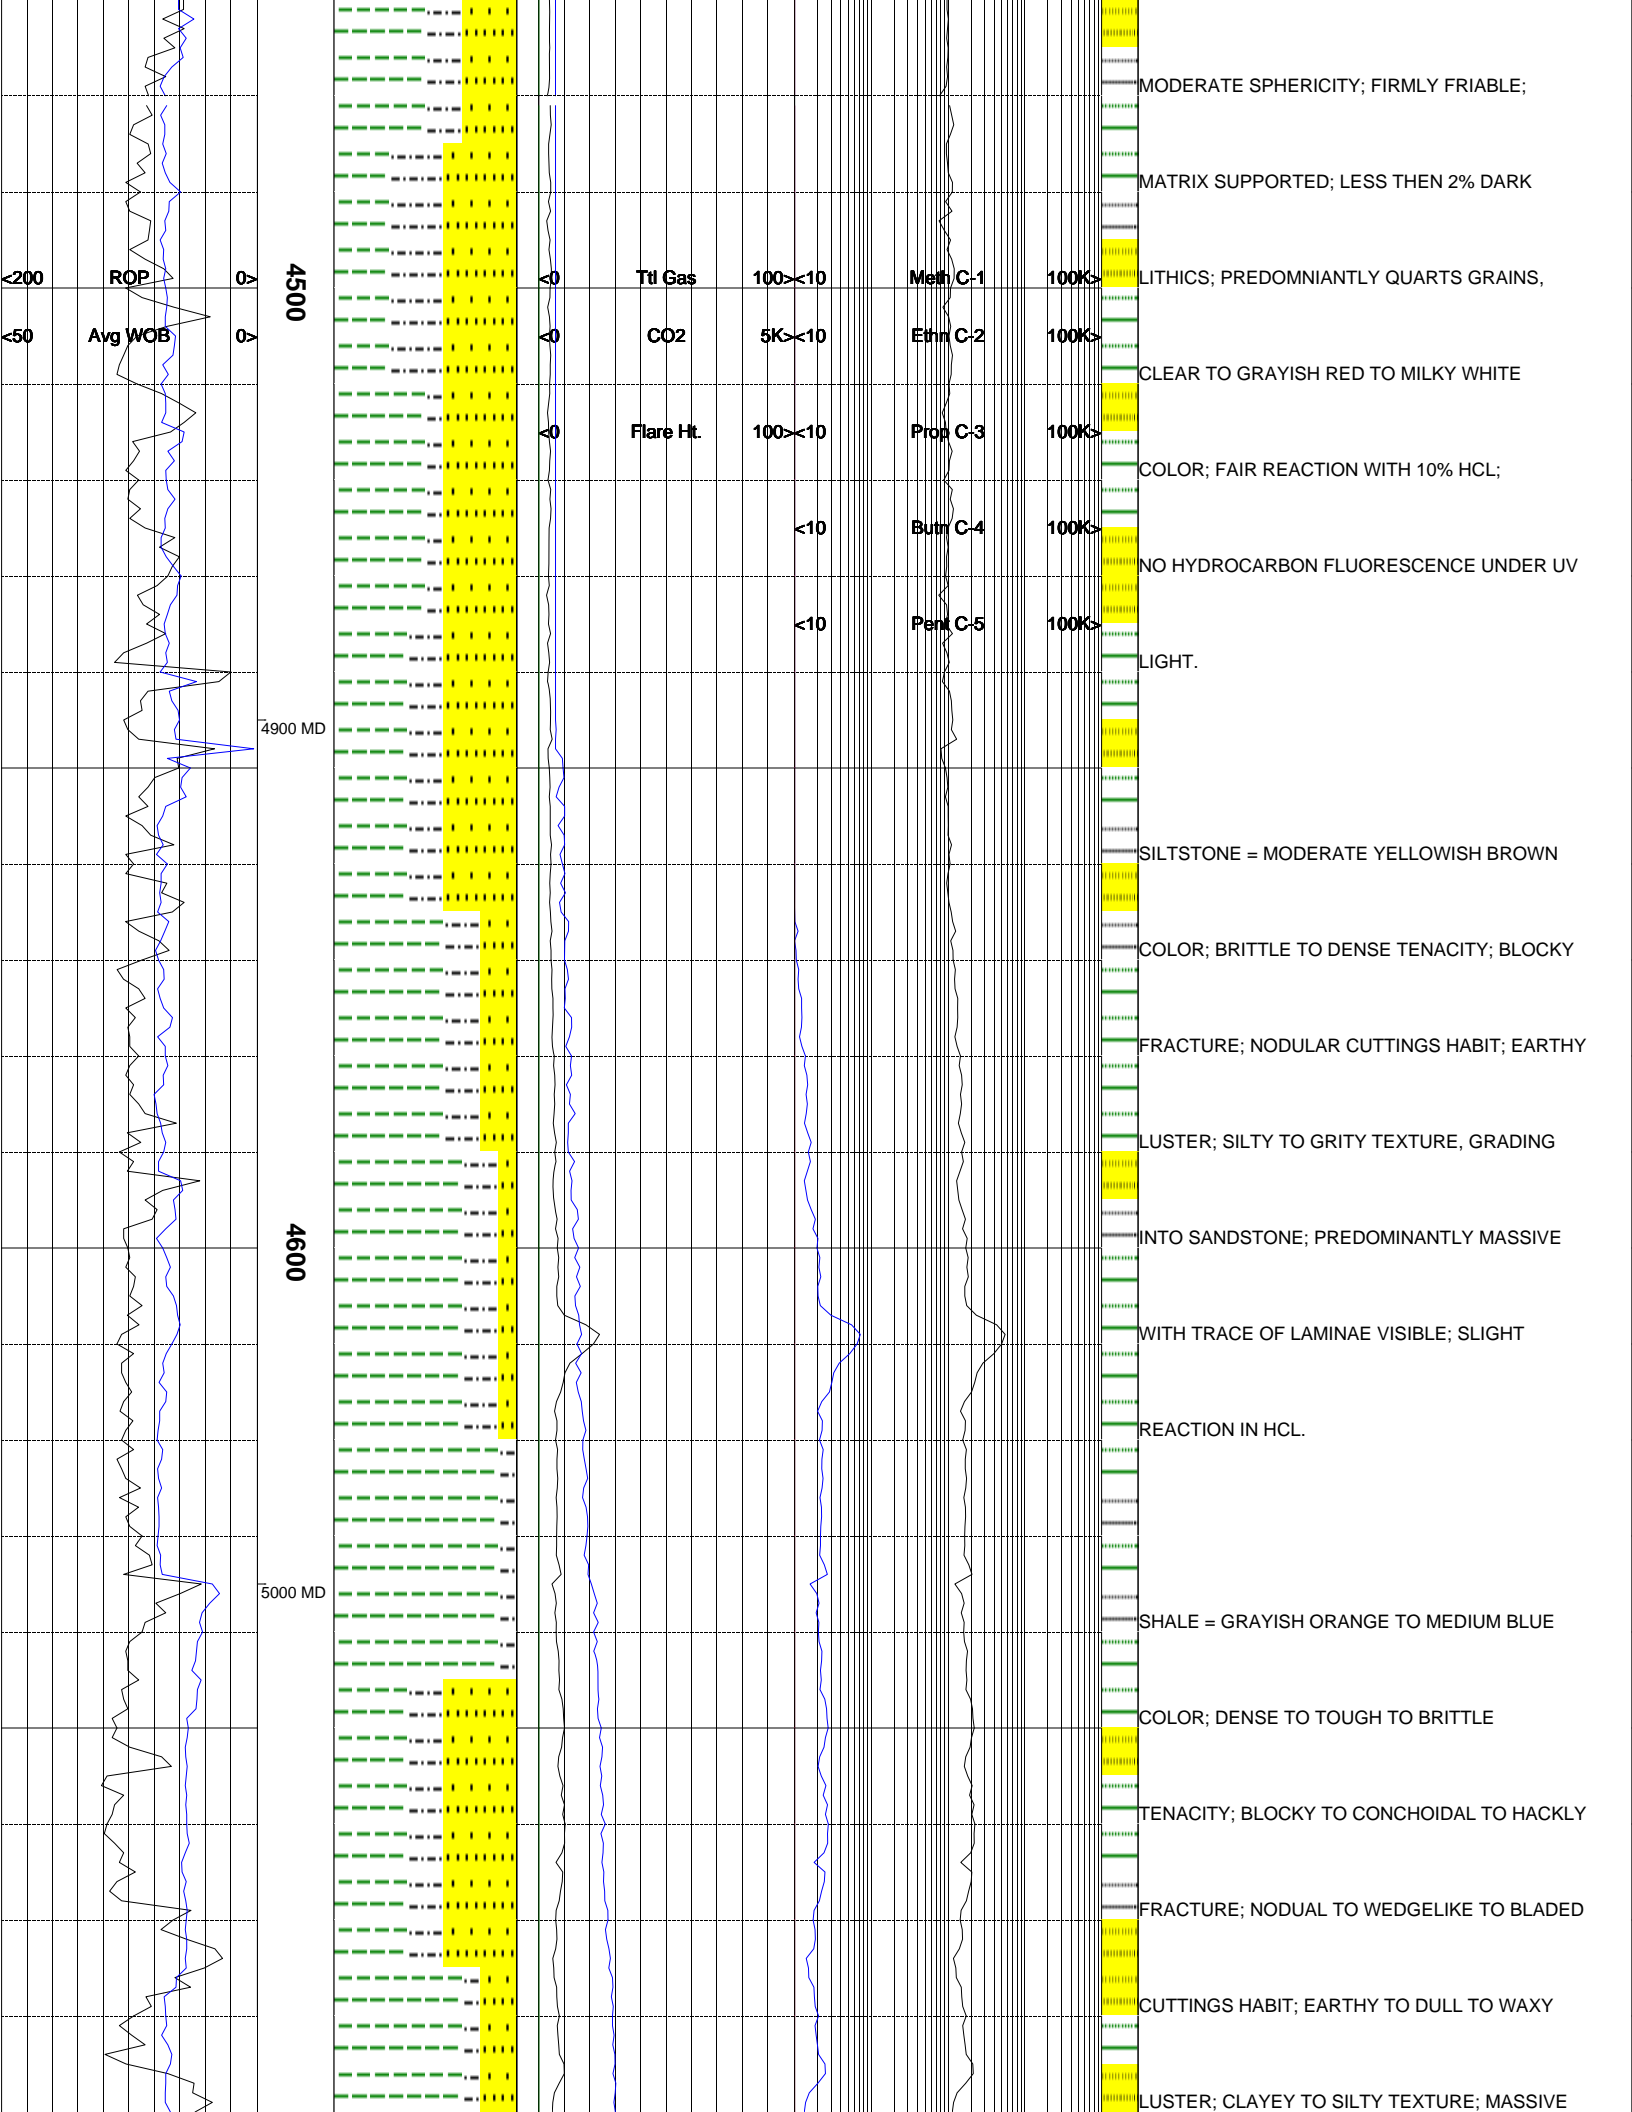 MODERATE SPHERICITY; FIRMLY FRIABLE;
MATRIX SUPPORTED; LESS THEN 2% DARK
<200 ROP 0>
4500
<0 Ttl Gas 100>
<10 Meth C-1 100K>
LITHICS; PREDOMNIANTLY QUARTS GRAINS,
<50 Avg WOB 0>
<0 CO2 5K>
<10 Ethn C-2 100K>
CLEAR TO GRAYISH RED TO MILKY WHITE
<0 Flare Ht. 100>
<10 Prop C-3 100K>
COLOR; FAIR REACTION WITH 10% HCL;
<10 Butn C-4 100K>
NO HYDROCARBON FLUORESCENCE UNDER UV
<10 Pent C-5 100K>
LIGHT.
4900 MD
SILTSTONE = MODERATE YELLOWISH BROWN
COLOR; BRITTLE TO DENSE TENACITY; BLOCKY
FRACTURE; NODULAR CUTTINGS HABIT; EARTHY
LUSTER; SILTY TO GRITY TEXTURE, GRADING
4600
INTO SANDSTONE; PREDOMINANTLY MASSIVE
WITH TRACE OF LAMINAE VISIBLE; SLIGHT
REACTION IN HCL.
5000 MD
SHALE = GRAYISH ORANGE TO MEDIUM BLUE
COLOR; DENSE TO TOUGH TO BRITTLE
TENACITY; BLOCKY TO CONCHOIDAL TO HACKLY
FRACTURE; NODUAL TO WEDGELIKE TO BLADED
CUTTINGS HABIT; EARTHY TO DULL TO WAXY
LUSTER; CLAYEY TO SILTY TEXTURE; MASSIVE